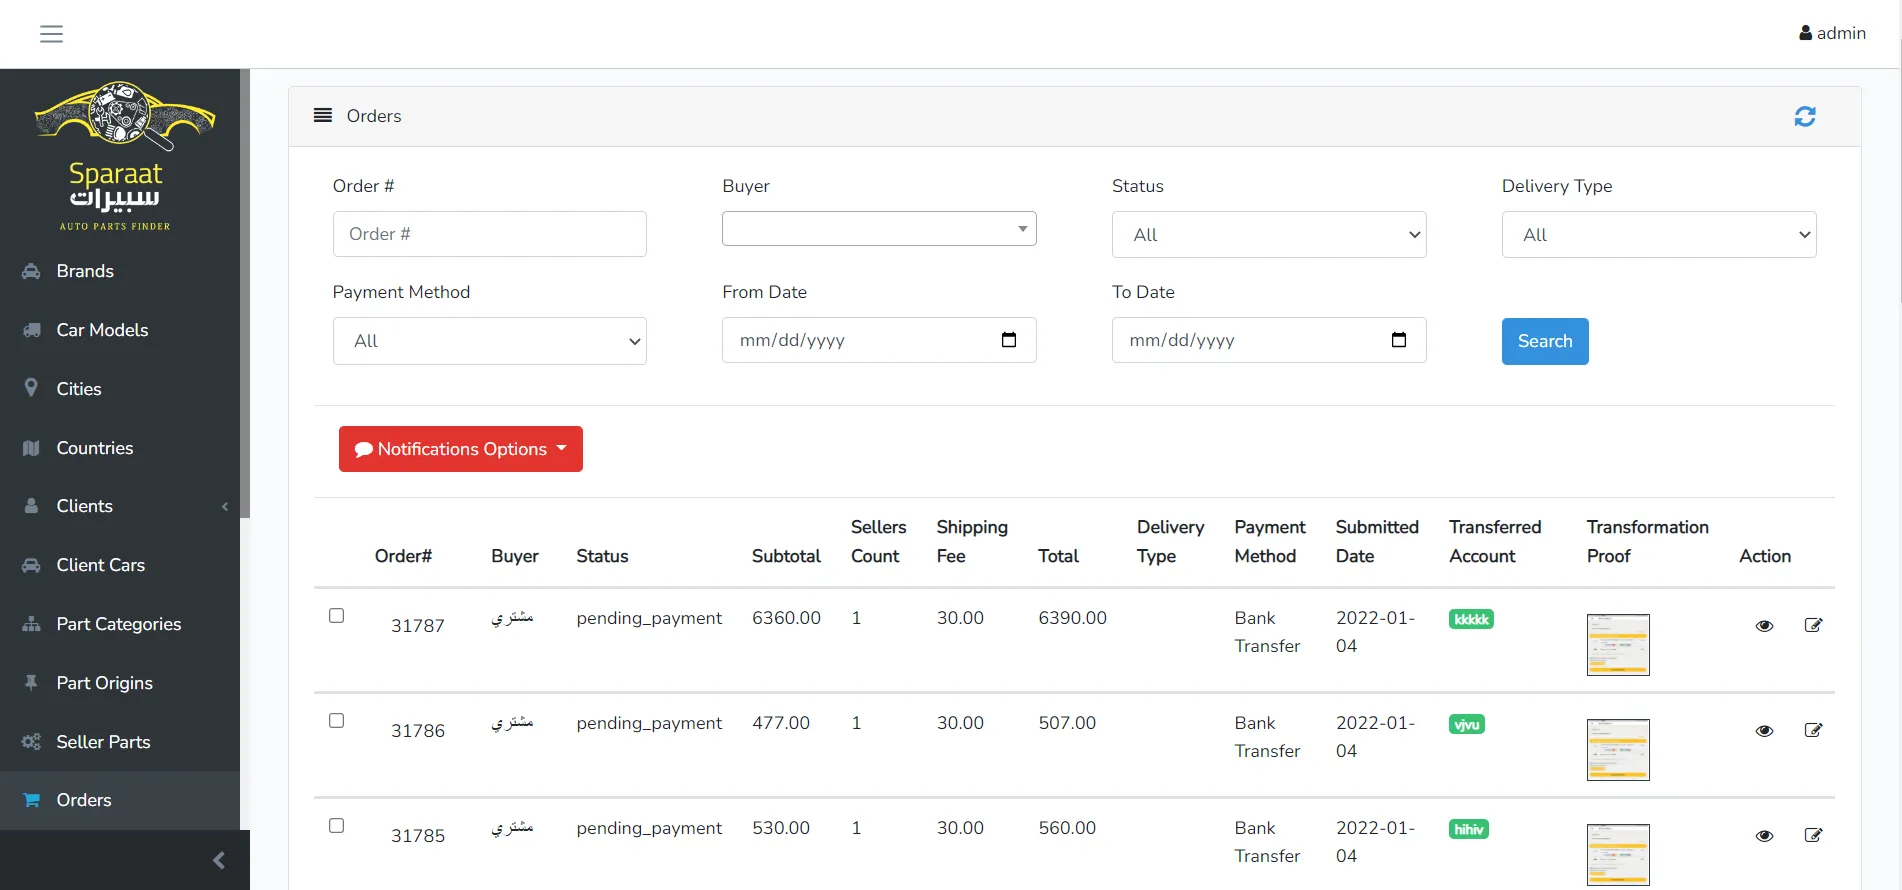 admin
Sparaat
سبيرات
AUTO PARTS FINDER
Brands
Car Models
Cities
Countries
Clients
Client Cars
Part Categories
Part Origins
Seller Parts
Orders
Orders
Order #
Buyer
Status
Delivery Type
Order #
All
All
Payment Method
From Date
To Date
All
mm/dd/yyyy
mm/dd/yyyy
Search
Notifications Options
Order#
Buyer
Status
Subtotal
Sellers
Count
Shipping
Fee
Total
Delivery
Type
Payment
Method
Submitted
Date
Transferred
Account
Transformation
Proof
Action
31787
مشتري
pending_payment
6360.00
1
30.00
6390.00
Bank
Transfer
2022-01-
04
kkkkk
31786
مشتري
pending_payment
477.00
1
30.00
507.00
Bank
Transfer
2022-01-
04
vjvu
31785
مشتري
pending_payment
530.00
1
30.00
560.00
Bank
Transfer
2022-01-
04
hihiv